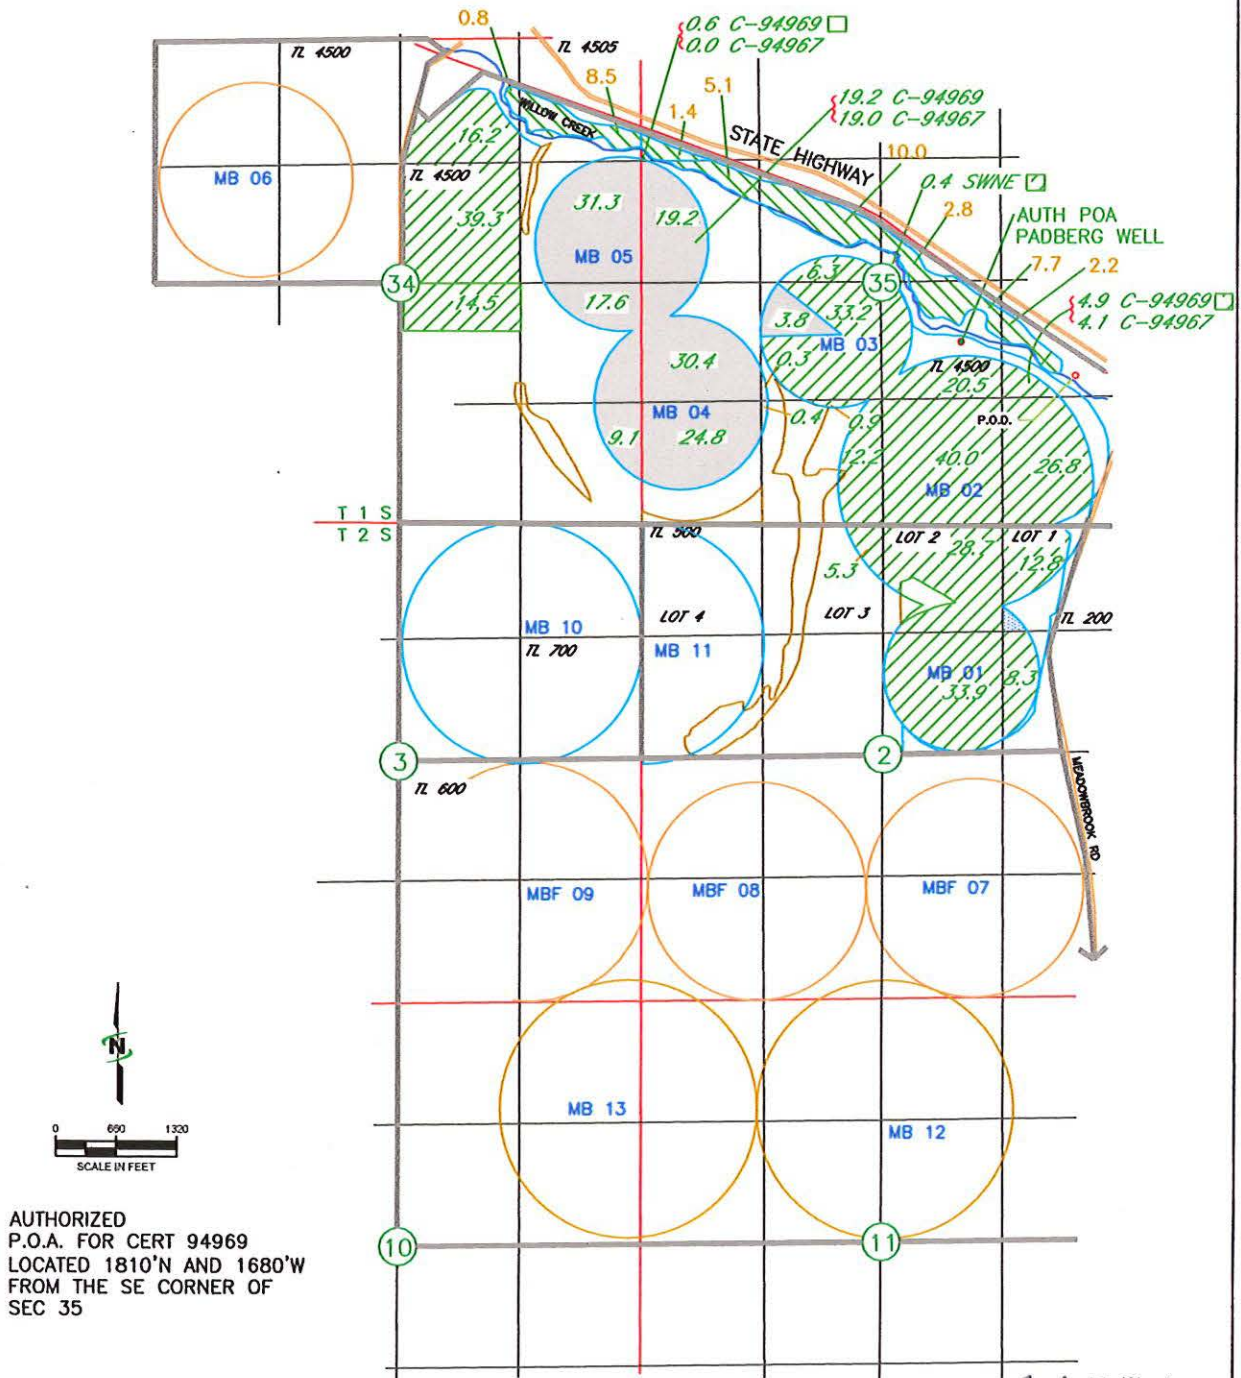 0.8
0.6 C-94969
0.0 C-94967
TL 4500
TL 4505
8.5
5.1
1.4
19.2 C-94969
19.0 C-94967
WILLOW CREEK
STATE HIGHWAY
16.2
10.0
MB 06
TL 4500
0.4 SWNE
31.3
19.2
2.8
39.3
AUTH POA
PADBERG WELL
MB 05
7.7
2.2
34
6.3
35
14.5
17.6
4.9 C-94969
4.1 C-94967
3.8
33.2
MB 03
0.3
30.4
TL 4500
20.5
MB 04
0.4
0.9
P.O.D.
9.1
24.8
12.2
40.0
26.8
MB 02
T 1 S
T 2 S
TL 500
LOT 2
28.7
LOT 1
12.8
5.3
LOT 4
LOT 3
TL 200
MB 10
TL 700
MB 11
MB 01
33.9
8.3
3
2
TL 600
MEADOWBROOK RD
MBF 09
MBF 08
MBF 07
N
MB 13
MB 12
0 660 1320
SCALE IN FEET
AUTHORIZED
P.O.A. FOR CERT 94969
LOCATED 1810'N AND 1680'W
FROM THE SE CORNER OF
SEC 35
10
11